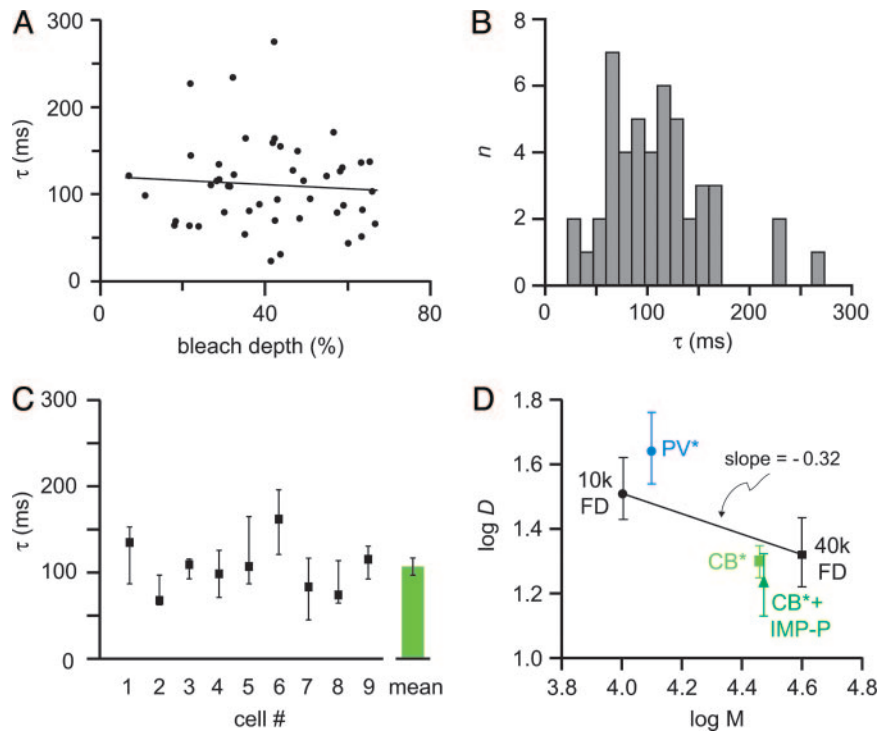 A
300
200
100
0
τ (ms)
0
40
80
bleach depth (%)
B
8
6
4
2
0
n
0
100
200
300
τ (ms)
C
300
200
100
0
τ (ms)
1 2 3 4 5 6 7 8 9 mean
cell #
D
1.8
1.6
1.4
1.2
1.0
log D
PV*
slope = -0.32
10k
FD
40k
FD
CB*
CB*+
IMP-P
3.8 4.0 4.2 4.4 4.6 4.8
log M